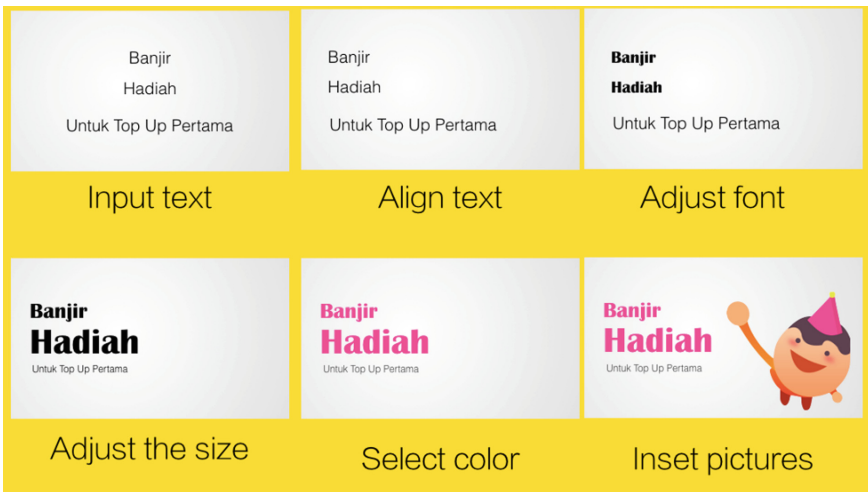 Banjir
Hadiah
Untuk Top Up Pertama
Input text
Banjir
Hadiah
Untuk Top Up Pertama
Align text
Banjir
Hadiah
Untuk Top Up Pertama
Adjust font
Banjir
Hadiah
Untuk Top Up Pertama
Adjust the size
Banjir
Hadiah
Untuk Top Up Pertama
Select color
Banjir
Hadiah
Untuk Top Up Pertama
Inset pictures